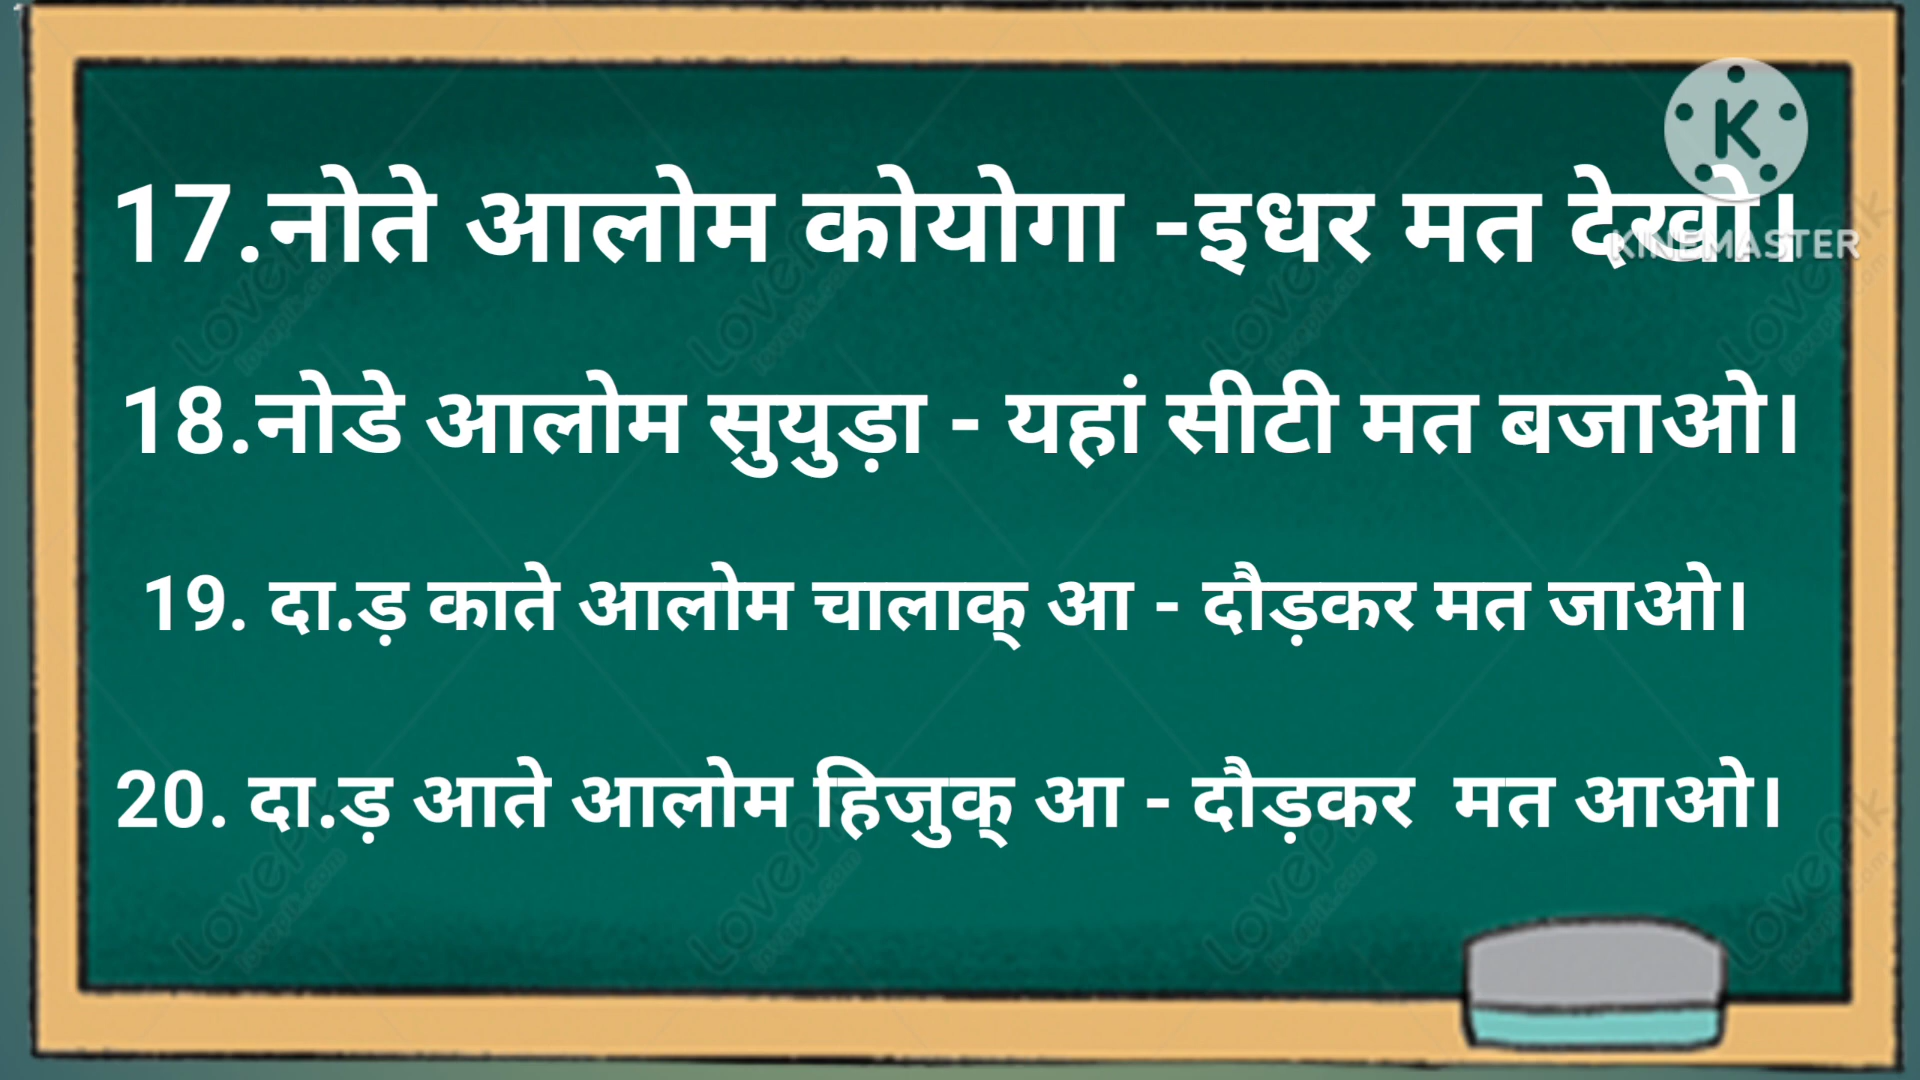 17.नोते आलोम कोयोगा -इधर मत देखो।
18.नोडे आलोम सुयुड़ा - यहां सीटी मत बजाओ।
19. दा.ड़ काते आलोम चालाक् आ - दौड़कर मत जाओ।
20. दा.ड़ आते आलोम हिजुक् आ - दौड़कर मत आओ।
K
KINEMASTER